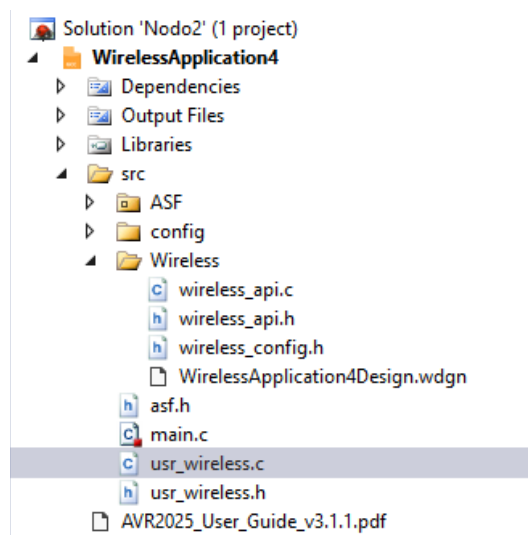 Solution 'Nodo2' (1 project)
WirelessApplication4
Dependencies
Output Files
Libraries
src
ASF
config
Wireless
wireless_api.c
wireless_api.h
wireless_config.h
WirelessApplication4Design.wdgn
asf.h
main.c
usr_wireless.c
usr_wireless.h
AVR2025_User_Guide_v3.1.1.pdf